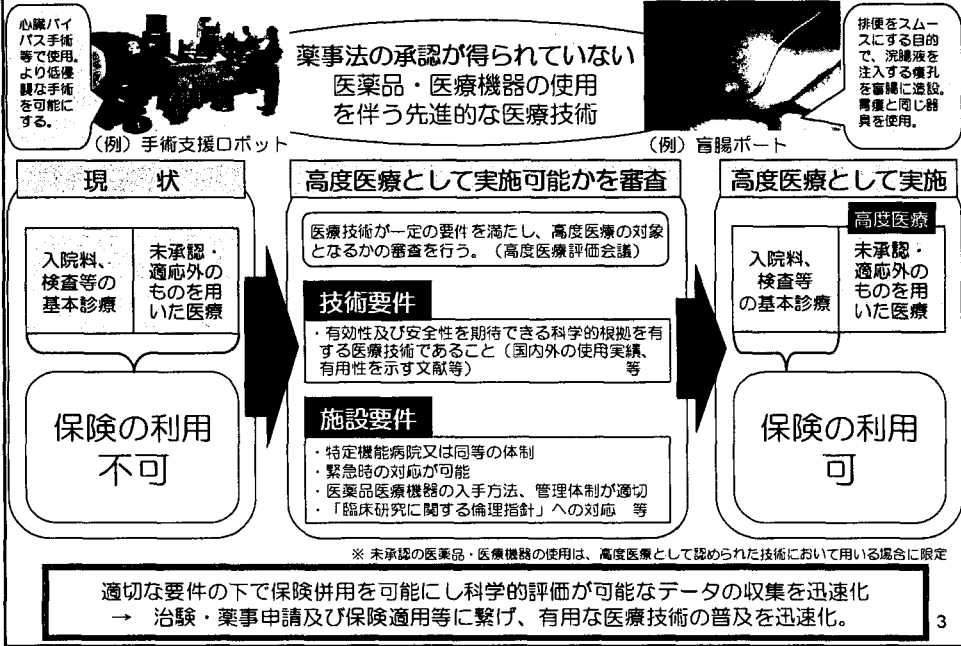 心臓バイ
パス手術
等で使用。
より低侵
襲な手術
を可能に
する。
(例)手術支援ロボット
薬事法の承認が得られていない
医薬品・医療機器の使用
を伴う先進的な医療技術
排便をスムー
スにする目的
で、浣腸液を
注入する瘻孔
を盲腸に造設。
胃瘻と同じ器
具を使用。
(例)盲腸ポート
現 状
入院料、
検査等の
基本診療
未承認・
適応外の
ものを用
いた医療
保険の利用
不可
高度医療として実施可能かを審査
医療技術が一定の要件を満たし、高度医療の対象
となるかの審査を行う。(高度医療評価会議)
技術要件
・有効性及び安全性を期待できる科学的根拠を有
する医療技術であること(国内外の使用実績、
有用性を示す文献等) 等
施設要件
・特定機能病院又は同等の体制
・緊急時の対応が可能
・医薬品医療機器の入手方法、管理体制が適切
・「臨床研究に関する倫理指針」への対応 等
高度医療として実施
高度医療
入院料、
検査等
の基本診療
未承認・
適応外の
ものを用
いた医療
保険の利用
可
※ 未承認の医薬品・医療機器の使用は、高度医療として認められた技術において用いる場合に限定
適切な要件の下で保険併用を可能にし科学的評価が可能なデータの収集を迅速化
→ 治験・薬事申請及び保険適用等に繋げ、有用な医療技術の普及を迅速化。
3